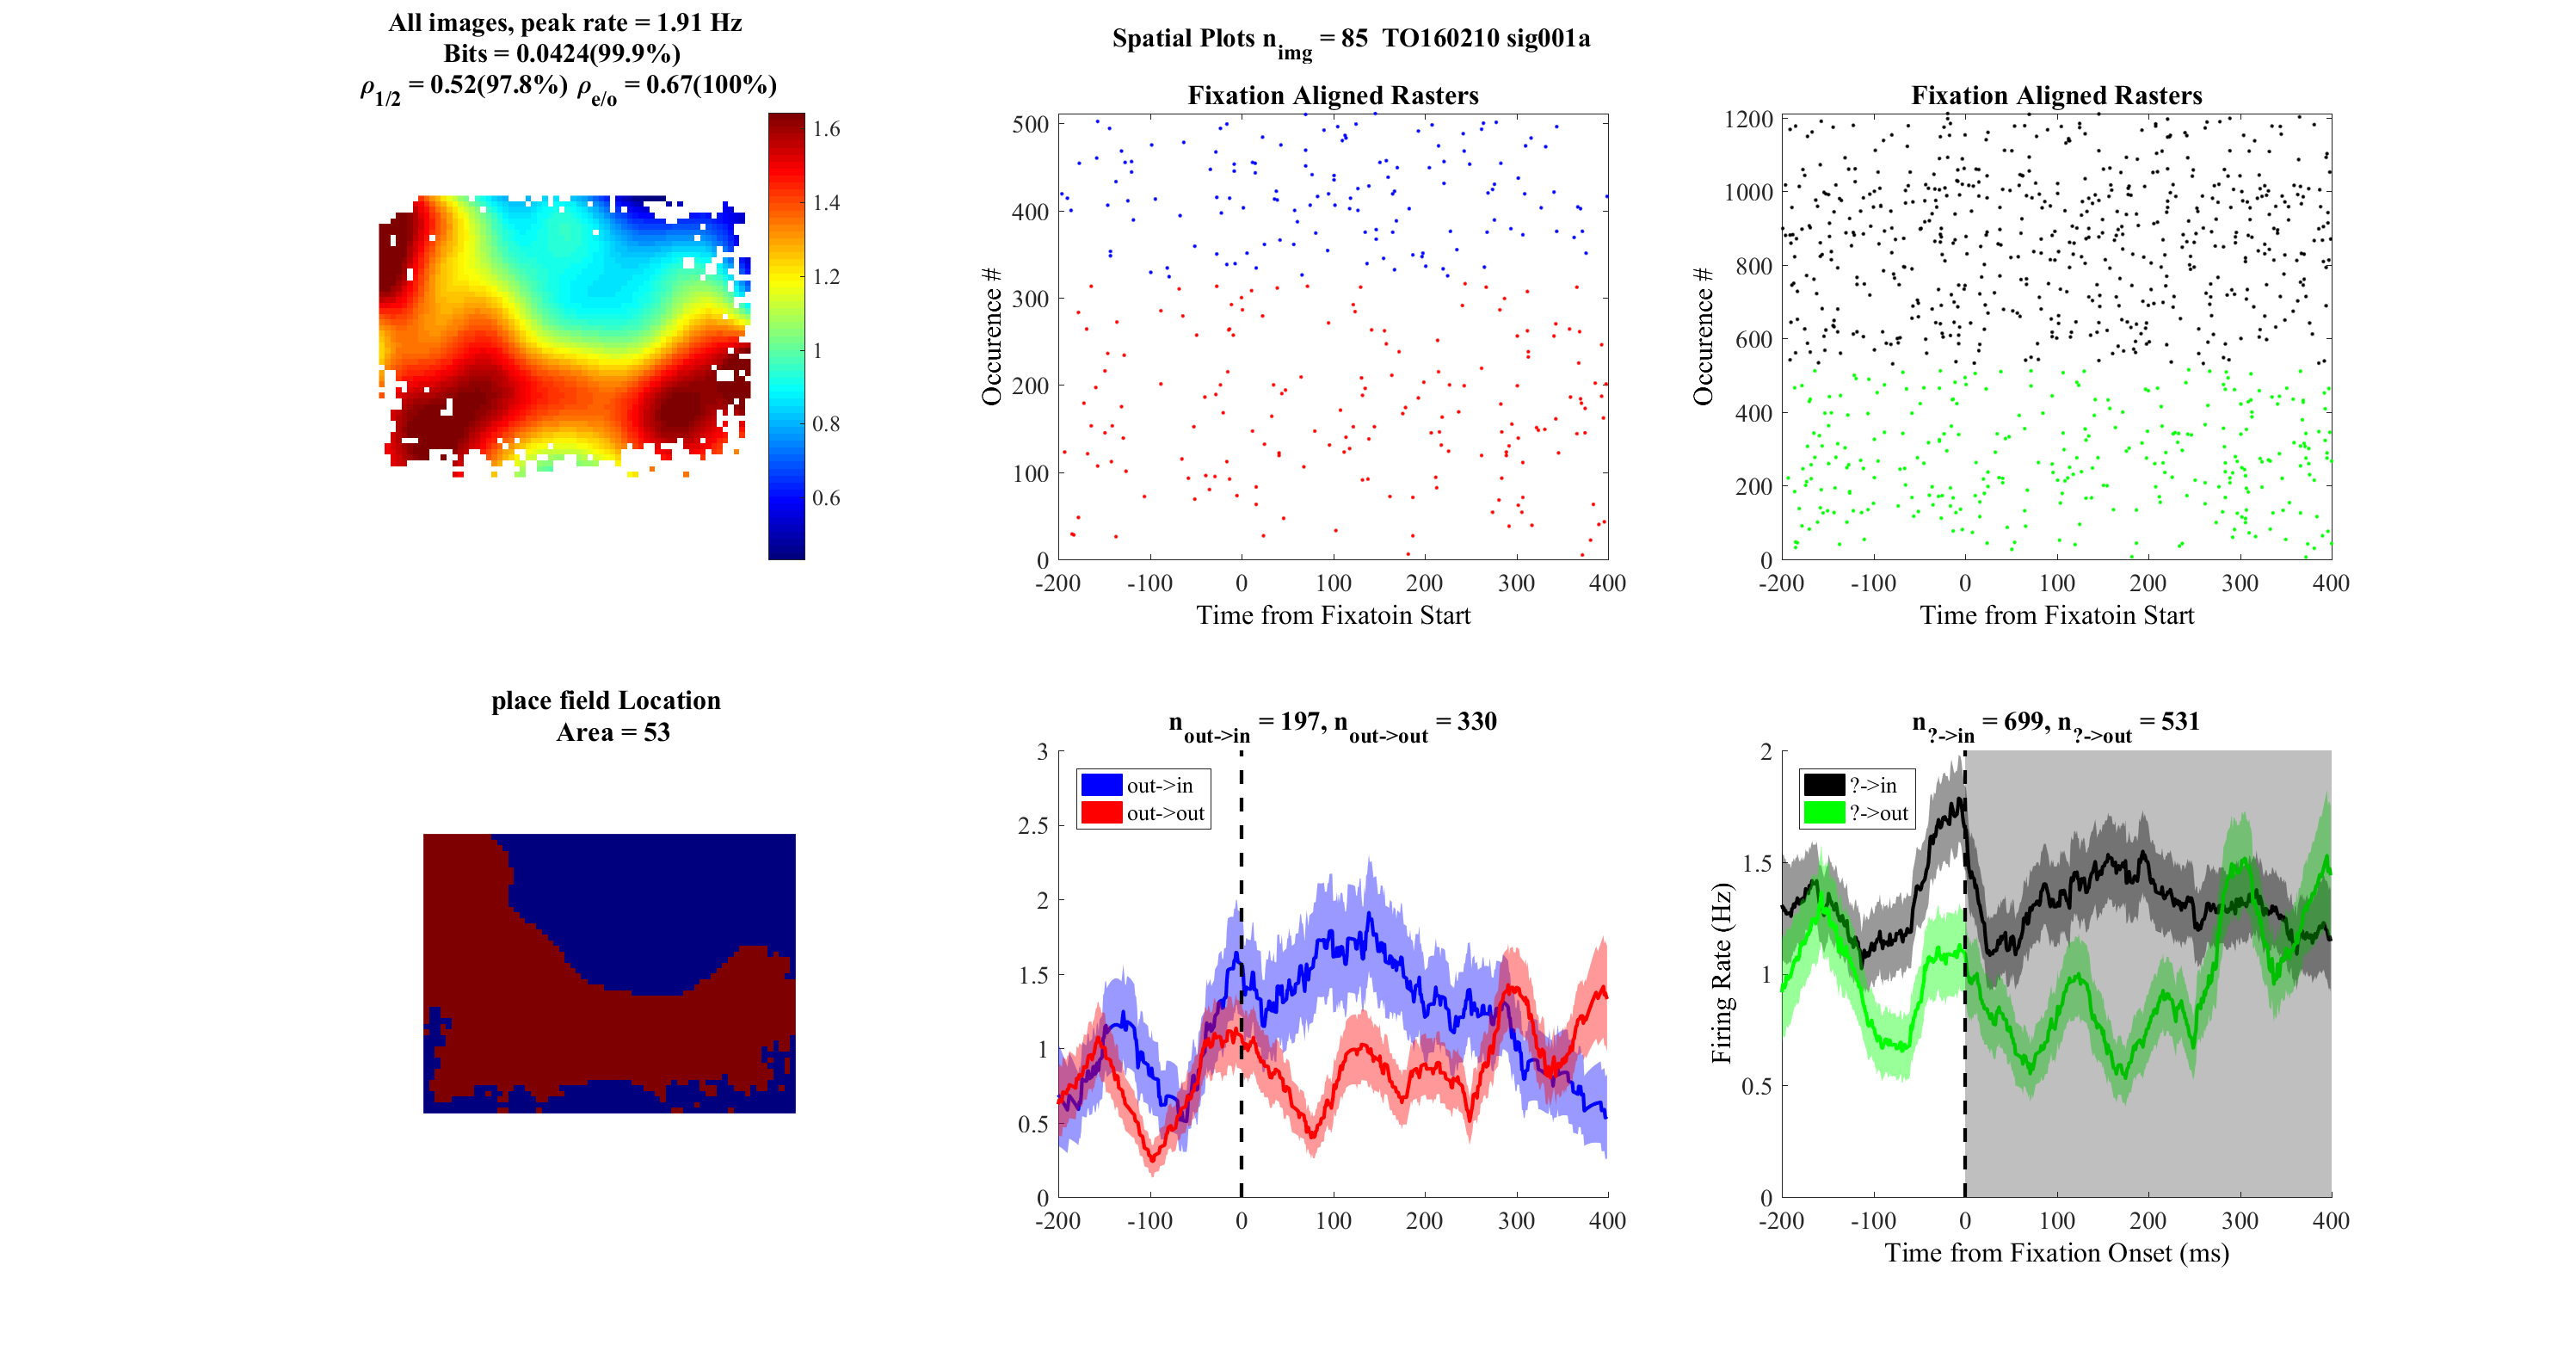 All images, peak rate = 1.91 Hz
Bits = 0.0424(99.9%)
ρ1/2 = 0.52(97.8%) ρe/o = 0.67(100%)
1.6
1.4
1.2
1
0.8
0.6
Spatial Plots nimg = 85 TO160210 sig001a
Fixation Aligned Rasters
500
400
300
200
100
0
Occurence #
-200 -100 0 100 200 300 400
Time from Fixatoin Start
Fixation Aligned Rasters
1200
1000
800
600
400
200
0
Occurence #
-200 -100 0 100 200 300 400
Time from Fixatoin Start
place field Location
Area = 53
nout->in = 197, nout->out = 330
3
2.5
2
1.5
1
0.5
0
out->in
out->out
-200 -100 0 100 200 300 400
n?->in = 699, n?->out = 531
2
1.5
1
0.5
0
Firing Rate (Hz)
?->in
?->out
-200 -100 0 100 200 300 400
Time from Fixation Onset (ms)